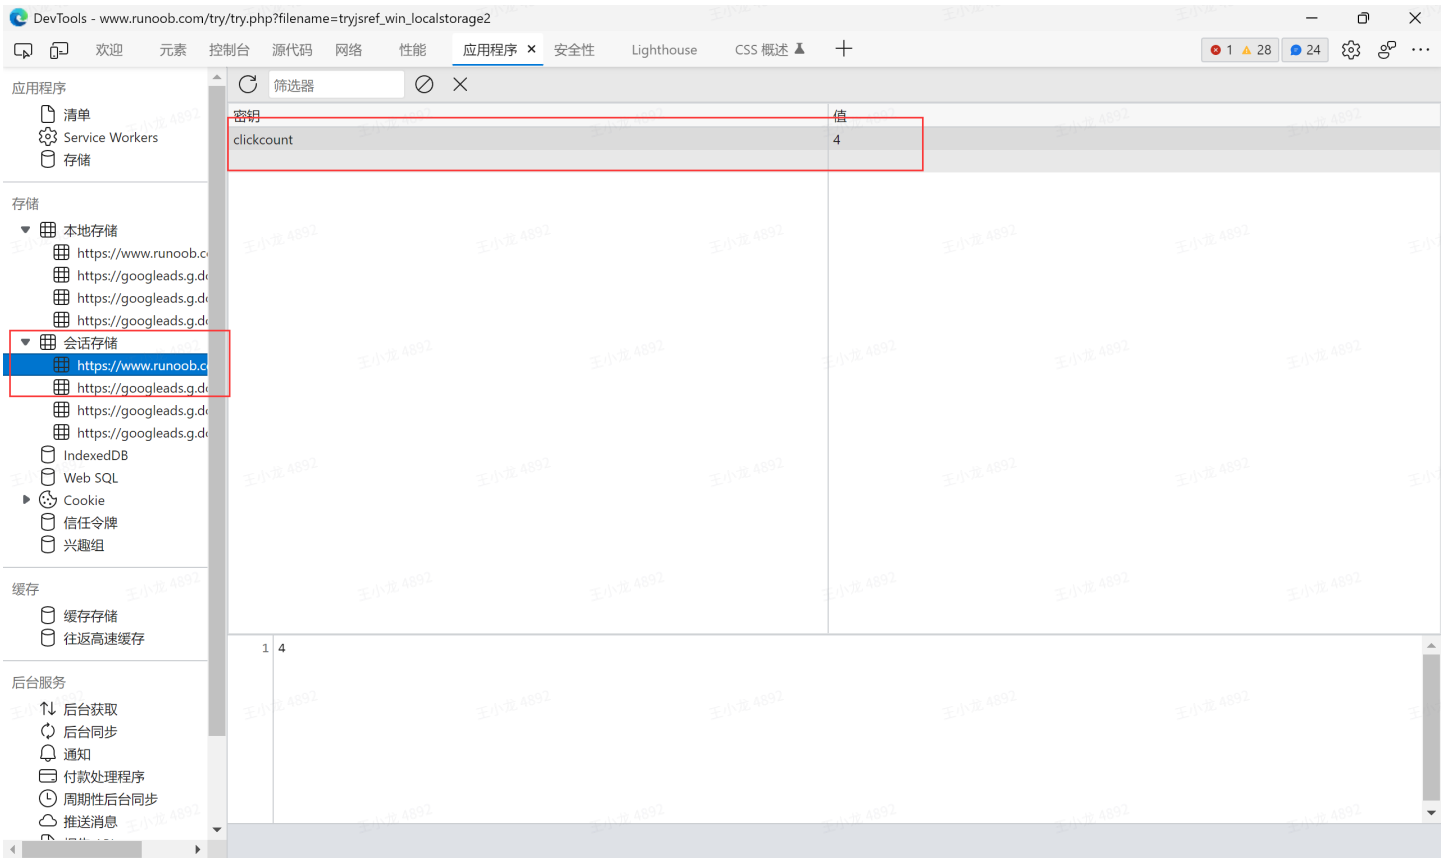 DevTools - www.runoob.com/try/try.php?filename=tryjsref_win_localstorage2
欢迎 元素 控制台 源代码 网络 性能 应用程序 安全性 Lighthouse CSS 概述 1 28 24
应用程序
清单
Service Workers
存储
存储
本地存储
https://www.runoob.c
https://googleads.g.d
https://googleads.g.d
https://googleads.g.d
会话存储
https://www.runoob.c
https://googleads.g.d
https://googleads.g.d
https://googleads.g.d
IndexedDB
Web SQL
Cookie
信任令牌
兴趣组
缓存
缓存存储
往返高速缓存
后台服务
后台获取
后台同步
通知
付款处理程序
周期性后台同步
推送消息
筛选器
密钥 值
clickcount 4
1 4
王小龙 4892